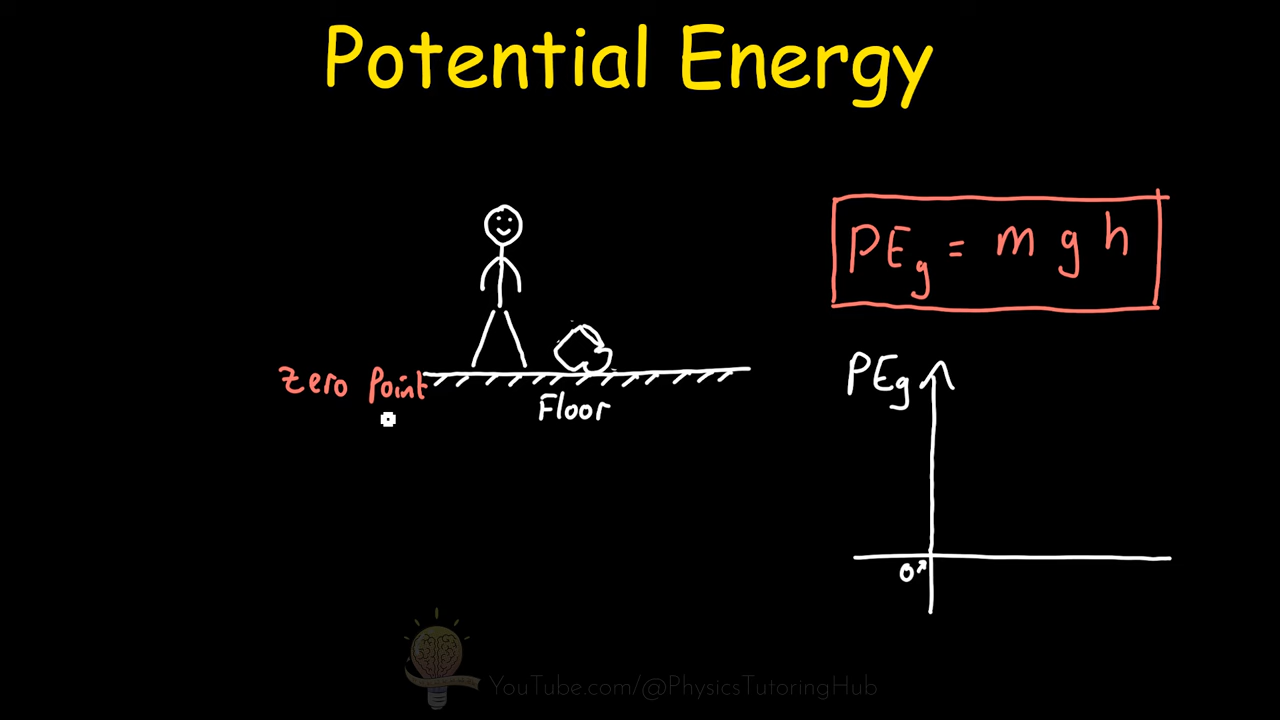 Potential Energy
PEg = m g h
Zero Point
Floor
PEg
0
YouTube.com/@PhysicsTutoringHub